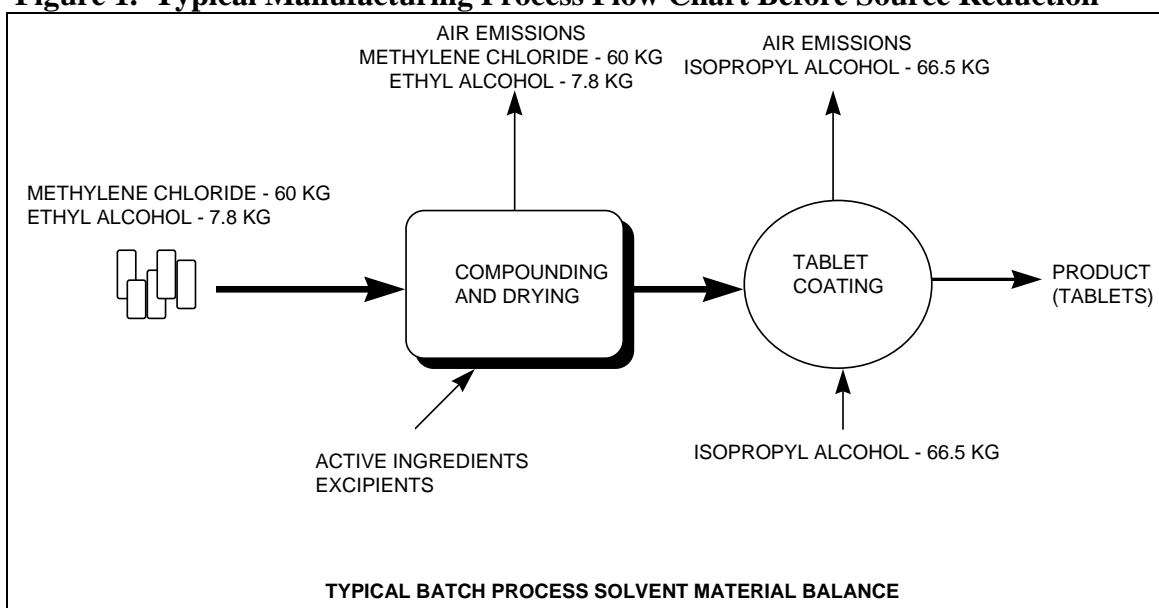 Figure 1. Typical Manufacturing Process Flow Chart Before Source Reduction
AIR EMISSIONS
METHYLENE CHLORIDE - 60 KG
ETHYL ALCOHOL - 7.8 KG
AIR EMISSIONS
ISOPROPYL ALCOHOL - 66.5 KG
METHYLENE CHLORIDE - 60 KG
ETHYL ALCOHOL - 7.8 KG
COMPOUNDING
AND DRYING
TABLET
COATING
PRODUCT
(TABLETS)
ACTIVE INGREDIENTS
EXCIPIENTS
ISOPROPYL ALCOHOL - 66.5 KG
TYPICAL BATCH PROCESS SOLVENT MATERIAL BALANCE